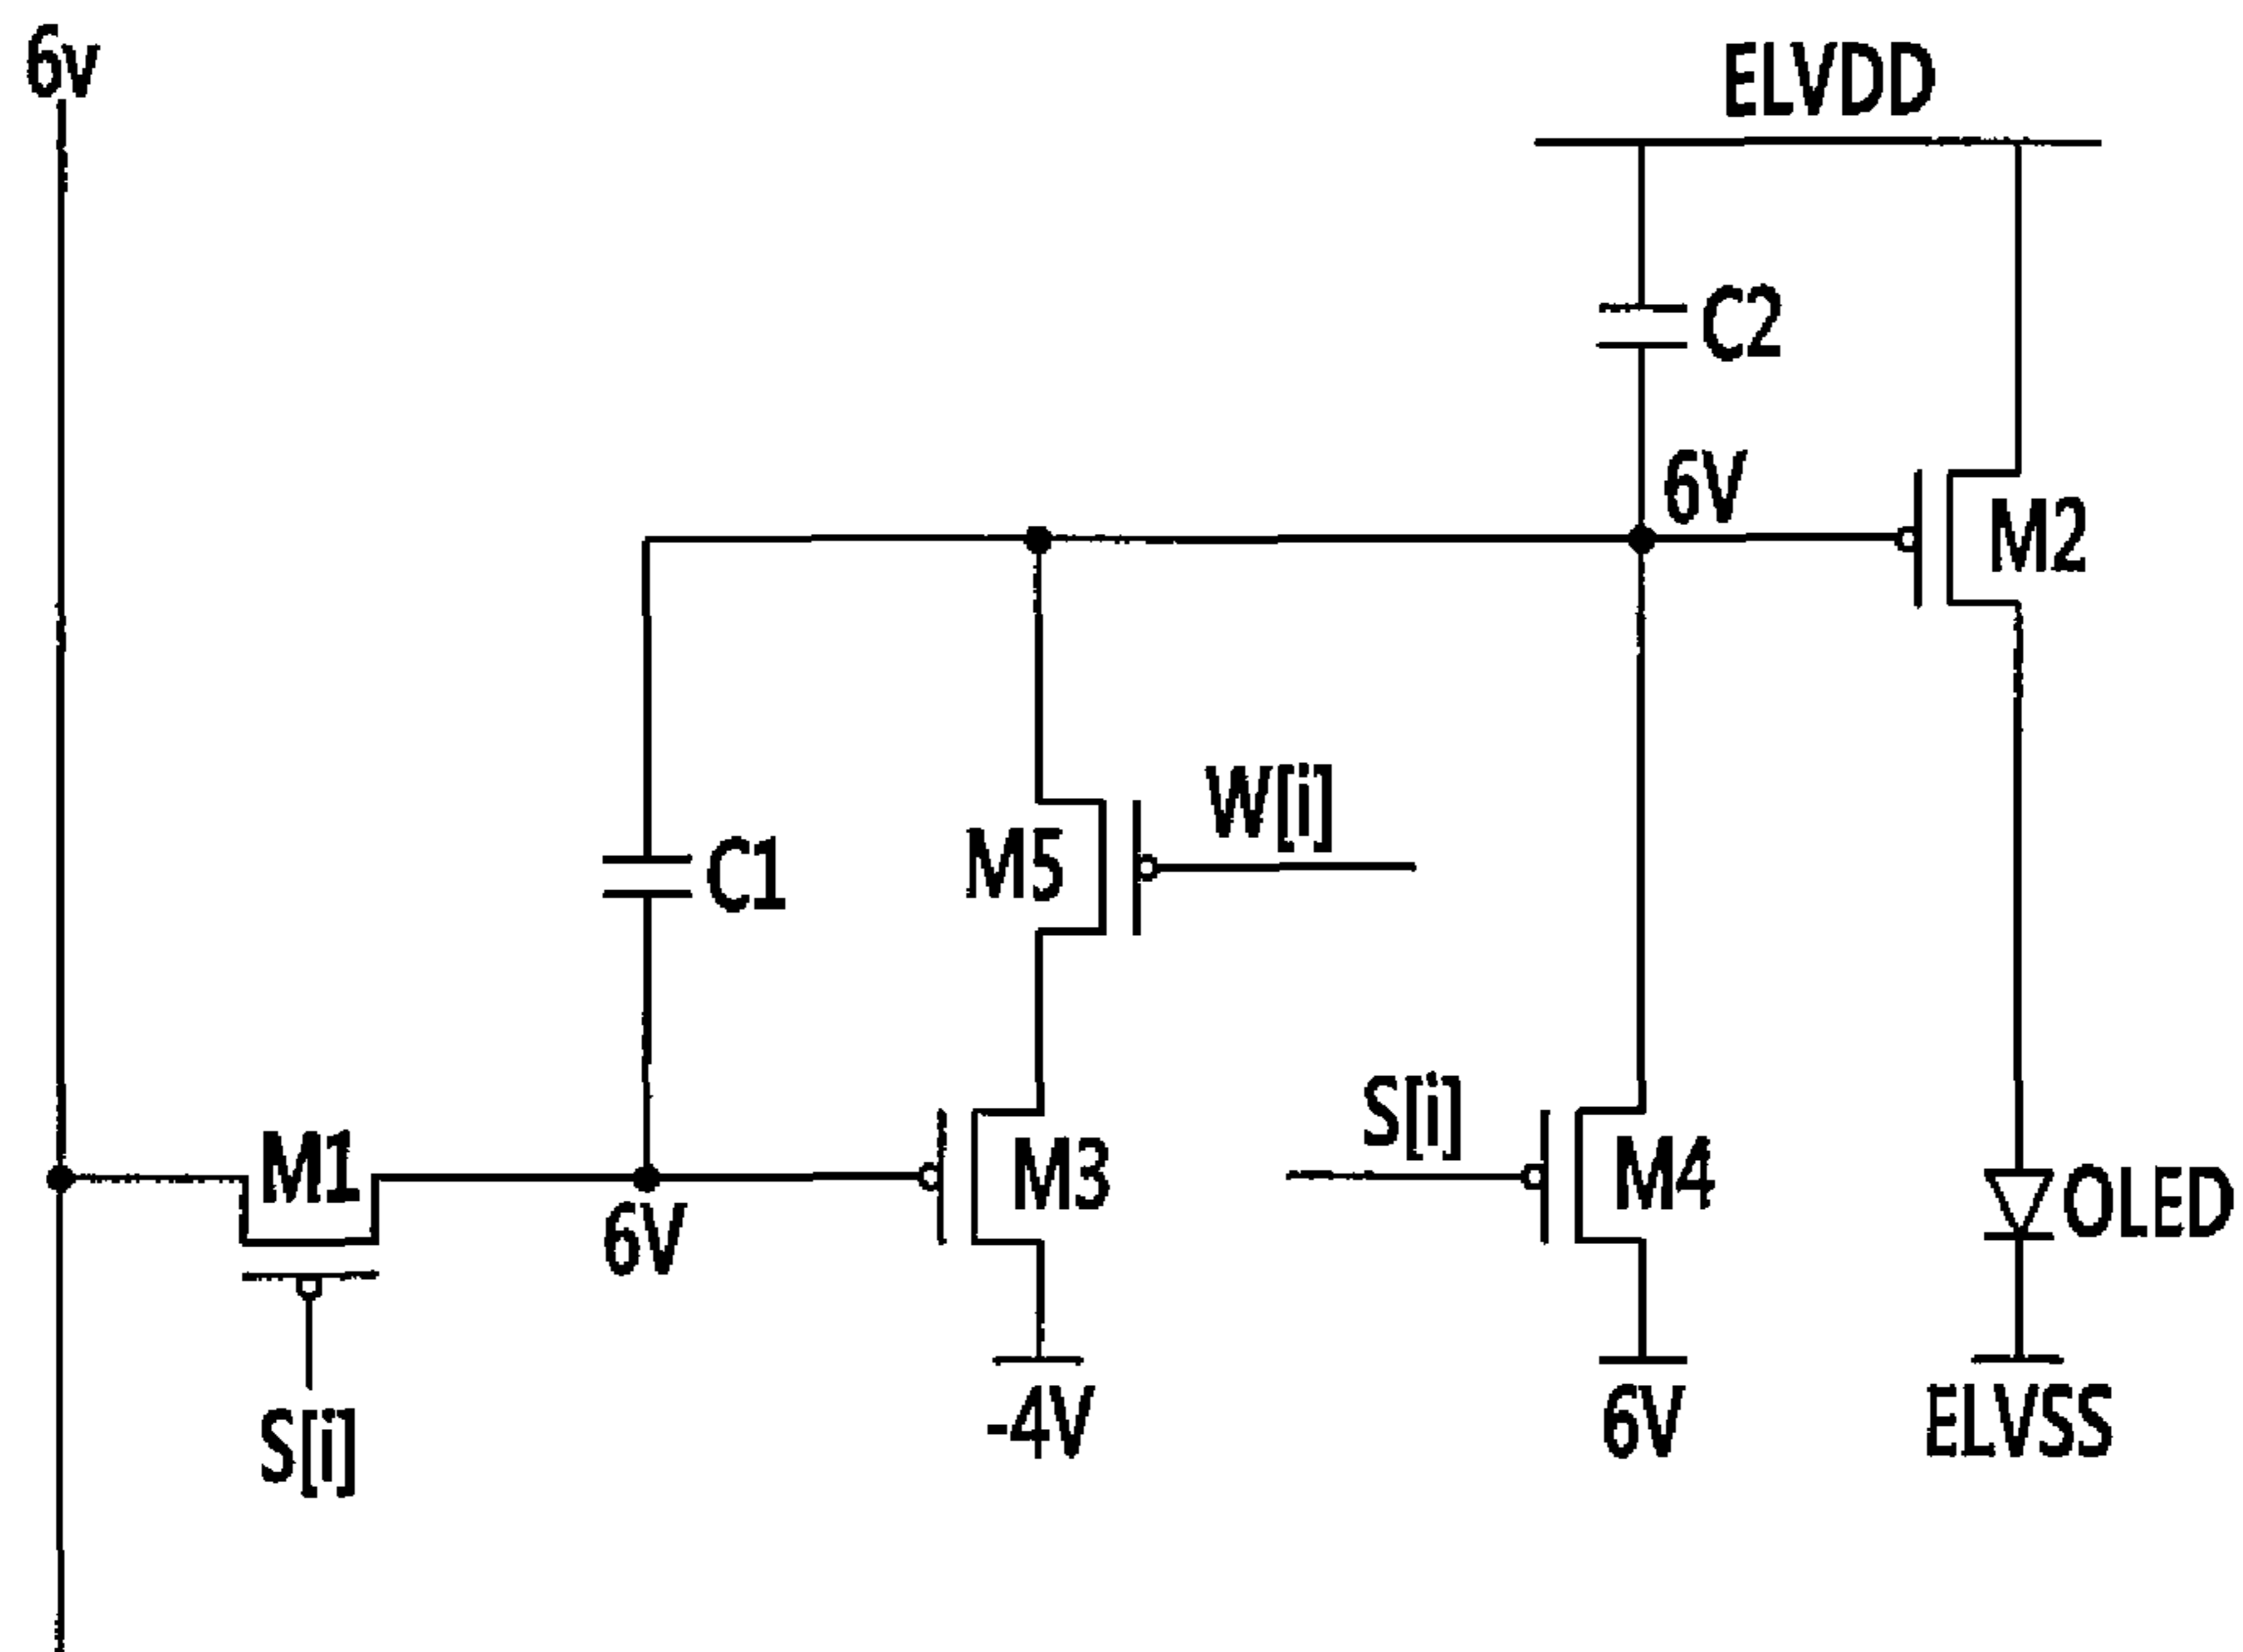 6v
ELVDD
C2
6V
M2
W[i]
M5
C1
S[i]
M1
M3
M4
OLED
6V
-4V
6V
ELVSS
S[i]